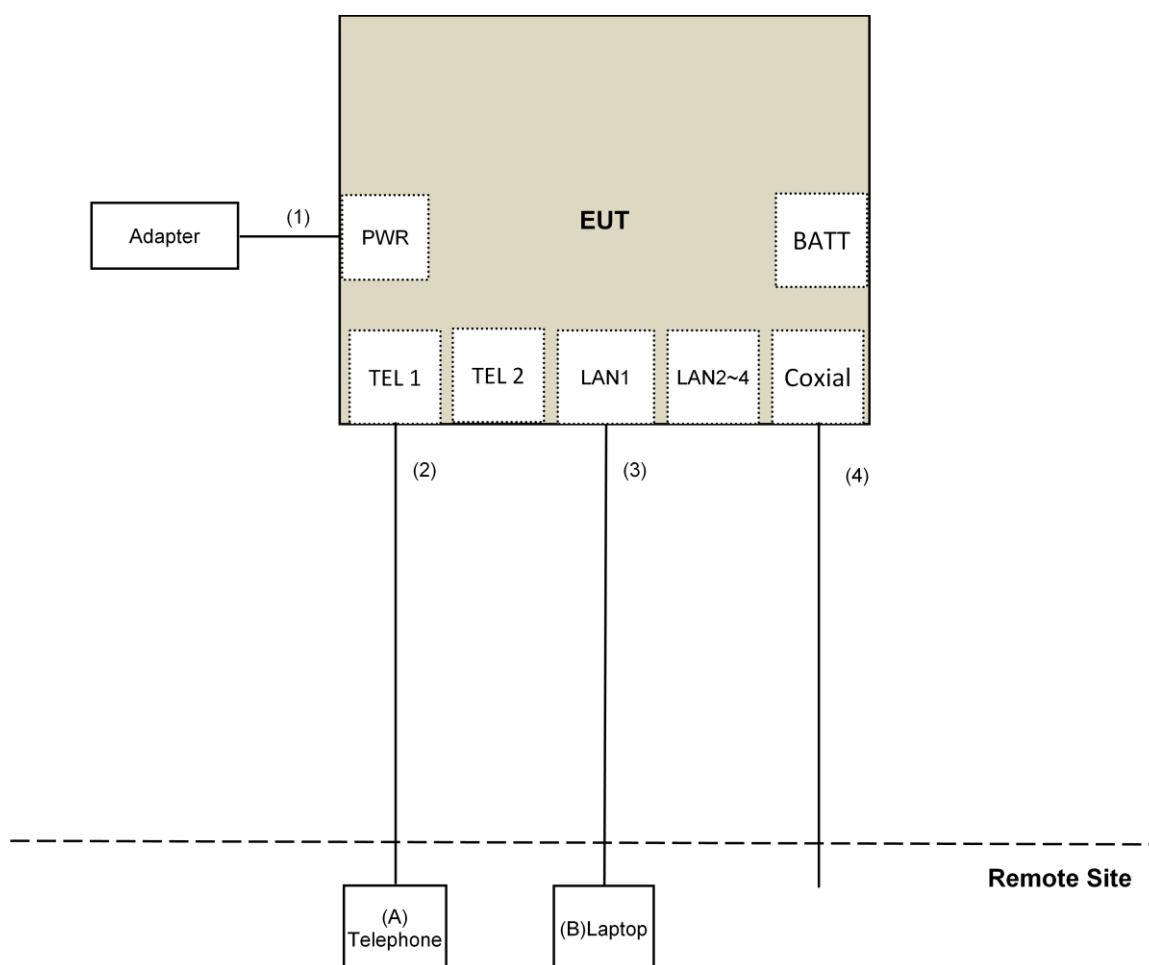 EUT
Adapter
(1)
PWR
BATT
TEL 1
TEL 2
LAN1
LAN2~4
Coxial
(2)
(3)
(4)
Remote Site
(A)
Telephone
(B)Laptop